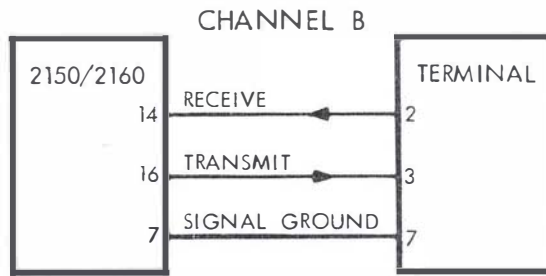 CHANNEL B
2150/2160 TERMINAL
14 RECEIVE 2
16 TRANSMIT 3
7 SIGNAL GROUND 7